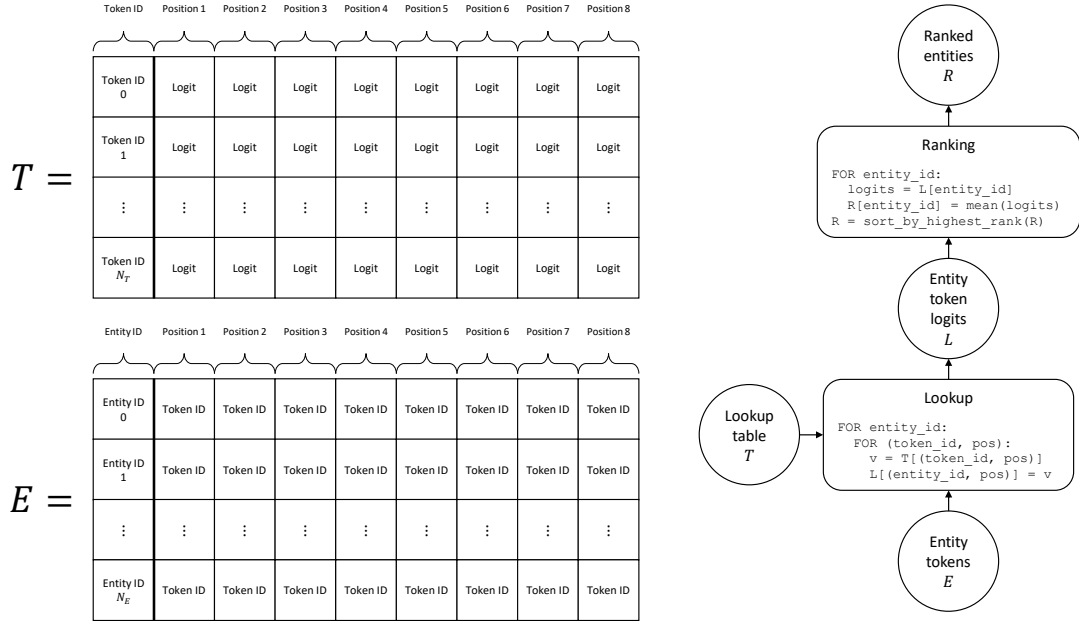 Token ID Position 1 Position 2 Position 3 Position 4 Position 5 Position 6 Position 7 Position 8
Token ID
0
Logit Logit Logit Logit Logit Logit Logit Logit
Token ID
1
Logit Logit Logit Logit Logit Logit Logit Logit
T =
⋮ ⋮ ⋮ ⋮ ⋮ ⋮ ⋮ ⋮ ⋮
Token ID
N_T
Logit Logit Logit Logit Logit Logit Logit Logit
Entity ID Position 1 Position 2 Position 3 Position 4 Position 5 Position 6 Position 7 Position 8
Entity ID
0
Token ID Token ID Token ID Token ID Token ID Token ID Token ID Token ID
Entity ID
1
Token ID Token ID Token ID Token ID Token ID Token ID Token ID Token ID
E =
⋮ ⋮ ⋮ ⋮ ⋮ ⋮ ⋮ ⋮ ⋮
Entity ID
N_E
Token ID Token ID Token ID Token ID Token ID Token ID Token ID Token ID
Ranked
entities
R
Ranking
FOR entity_id:
  logits = L[entity_id]
  R[entity_id] = mean(logits)
R = sort_by_highest_rank(R)
Entity
token
logits
L
Lookup
table
T
Lookup
FOR entity_id:
  FOR (token_id, pos):
    v = T[(token_id, pos)]
    L[(entity_id, pos)] = v
Entity
tokens
E